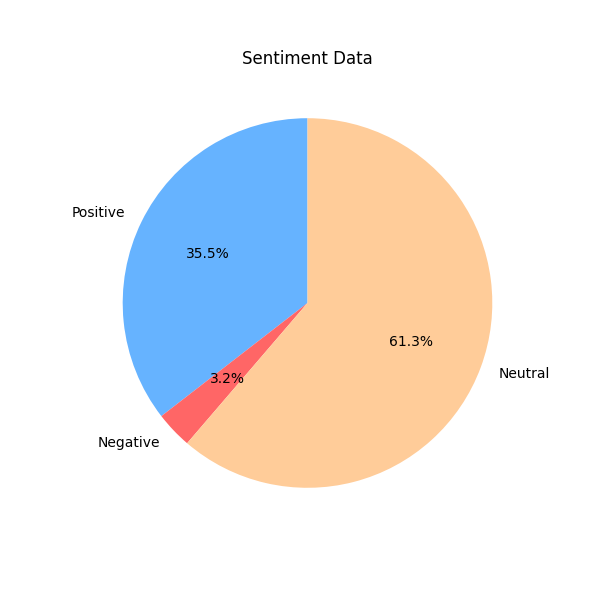 Sentiment Data
Positive
35.5%
61.3%
Neutral
3.2%
Negative